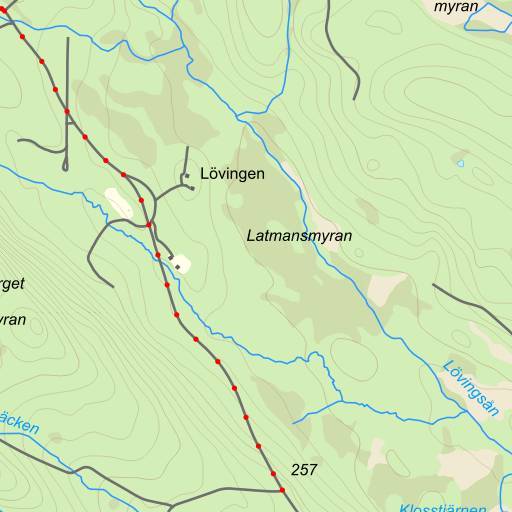 myran
Lövingen
Latmansmyran
rget
yran
Lövingsån
äcken
257
Klosstjärnen